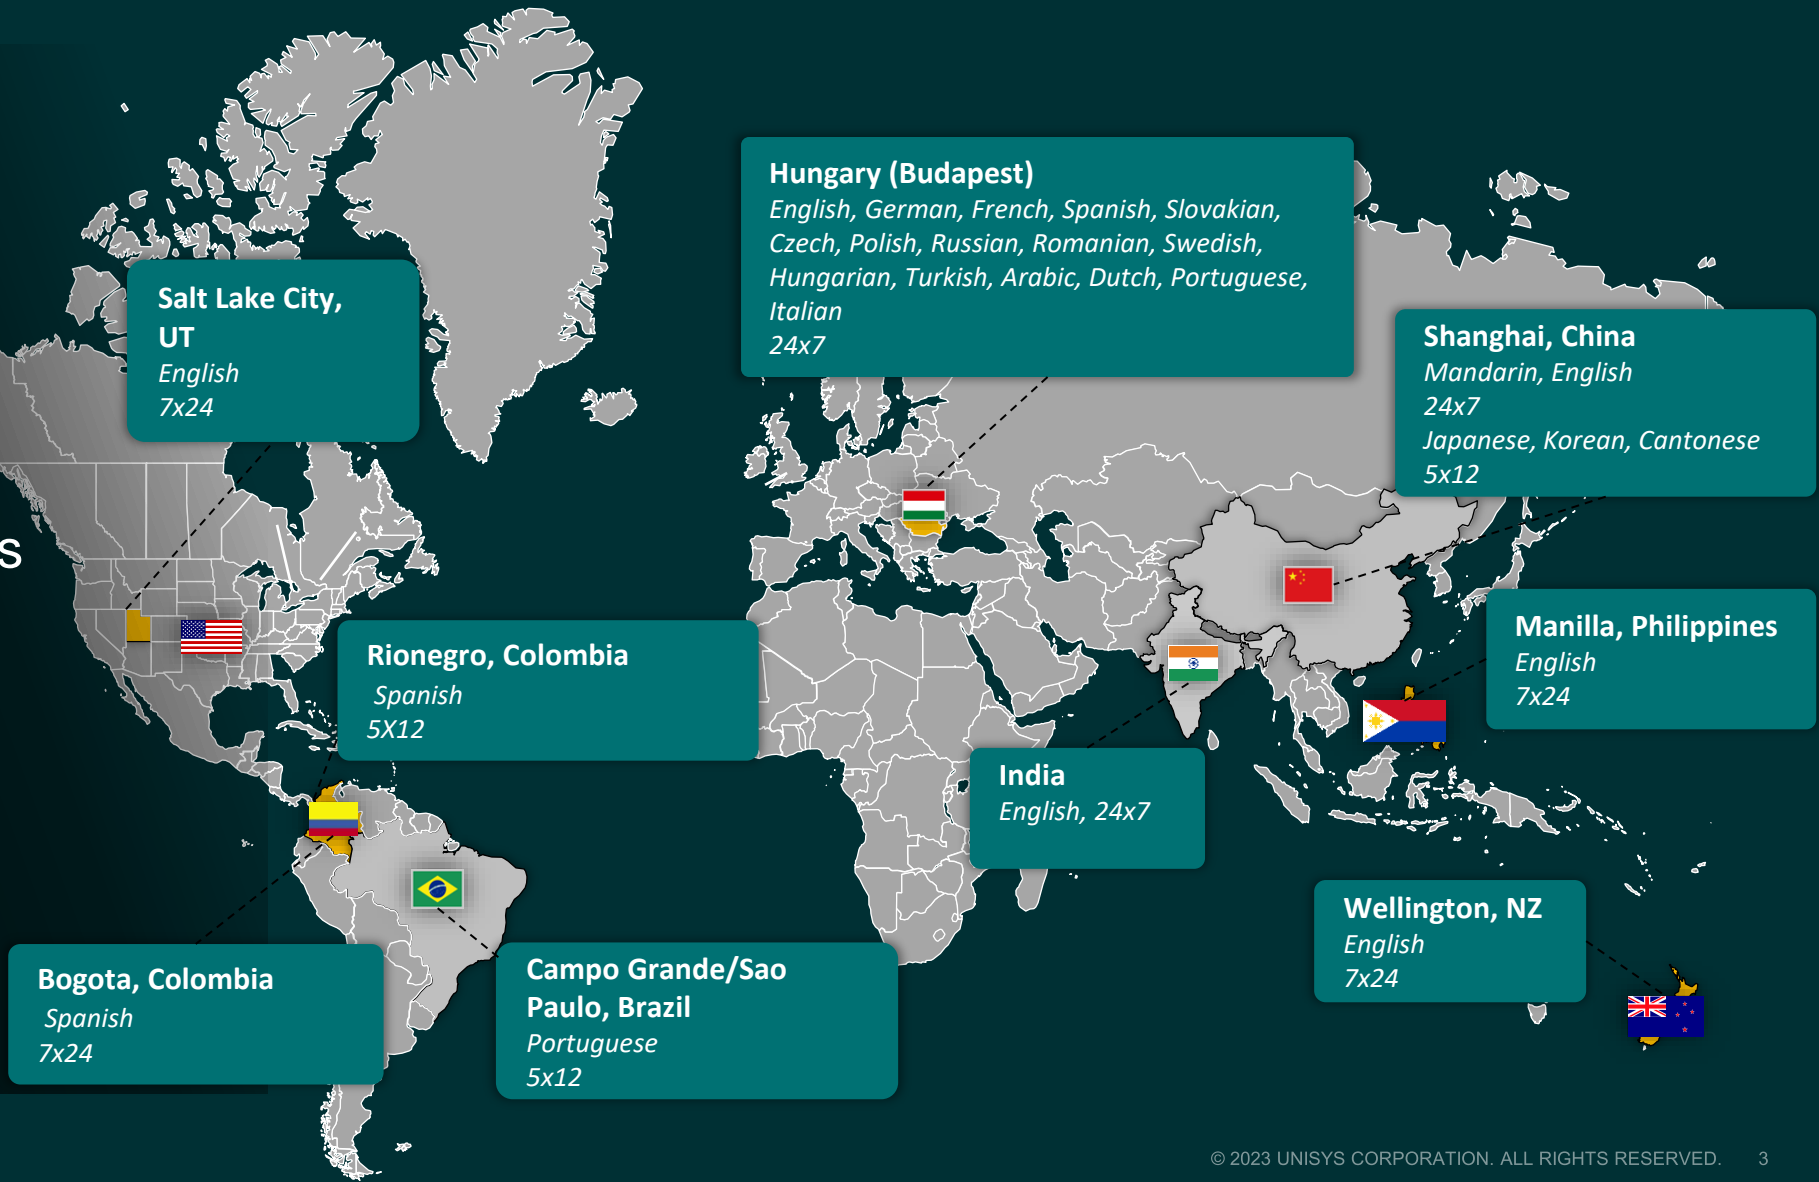 Hungary (Budapest)
English, German, French, Spanish, Slovakian,
Czech, Polish, Russian, Romanian, Swedish,
Hungarian, Turkish, Arabic, Dutch, Portuguese,
Italian
24x7
Salt Lake City,
UT
English
7x24
Shanghai, China
Mandarin, English
24x7
Japanese, Korean, Cantonese
5x12
s
Manilla, Philippines
English
7x24
Rionegro, Colombia
Spanish
5X12
India
English, 24x7
Wellington, NZ
English
7x24
Bogota, Colombia
Spanish
7x24
Campo Grande/Sao
Paulo, Brazil
Portuguese
5x12
© 2023 UNISYS CORPORATION. ALL RIGHTS RESERVED. 3